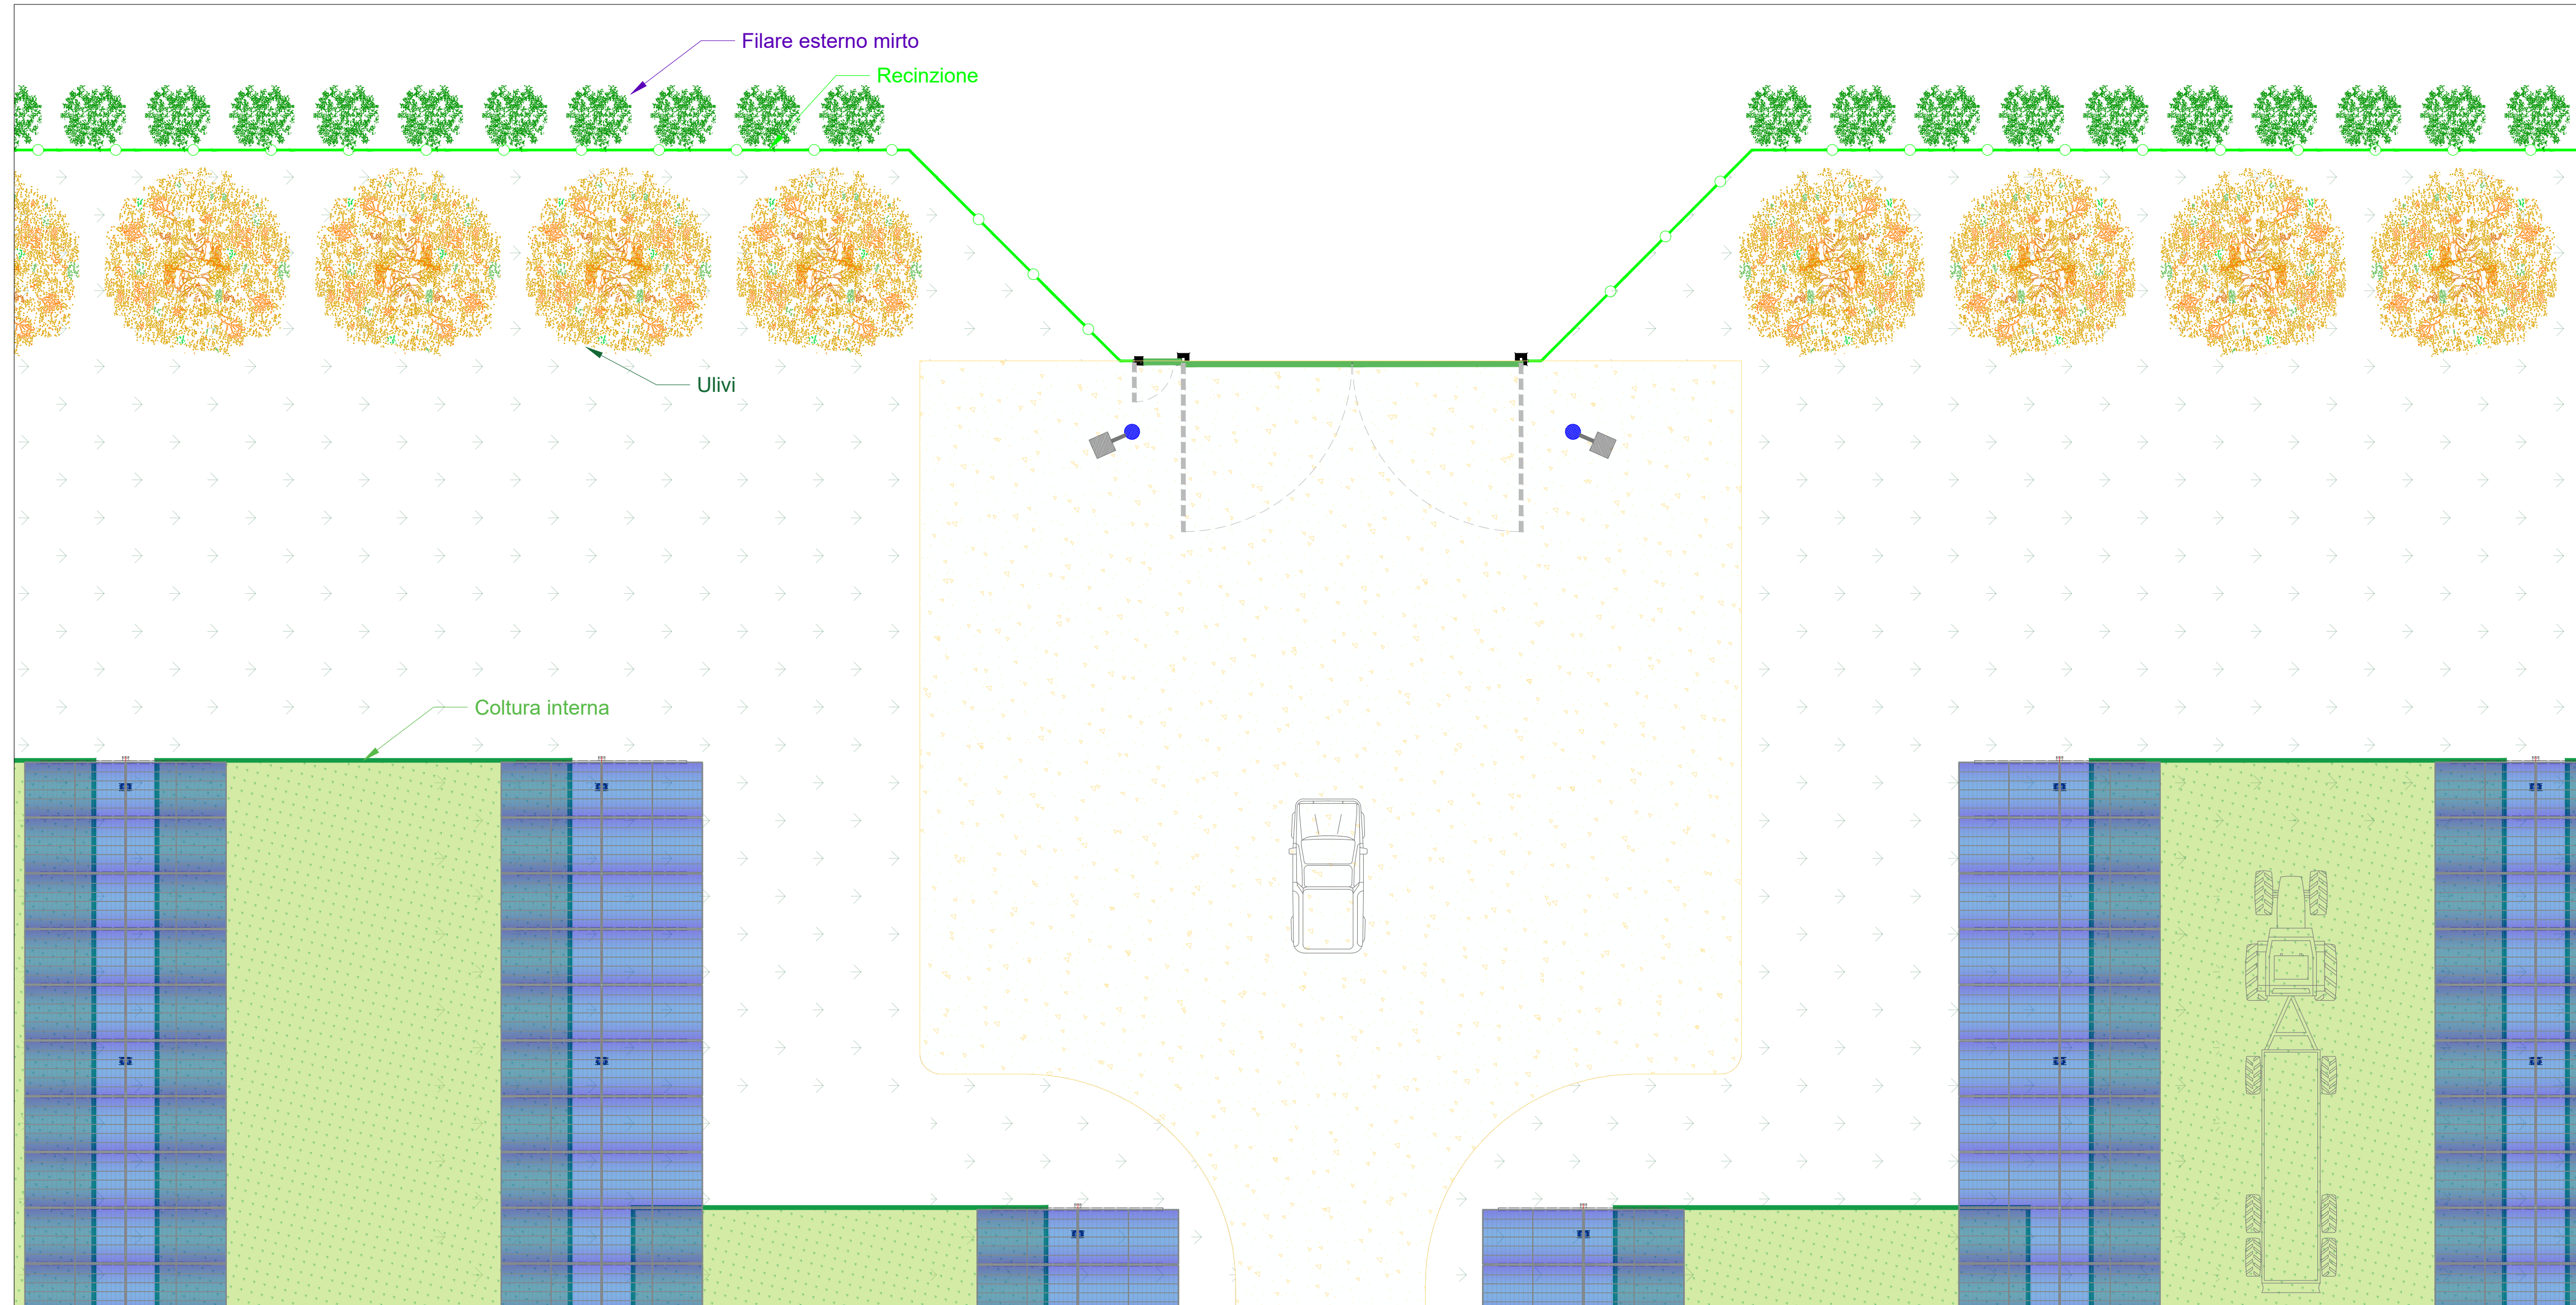 Filare esterno mirto
Recinzione
Ulivi
Coltura interna